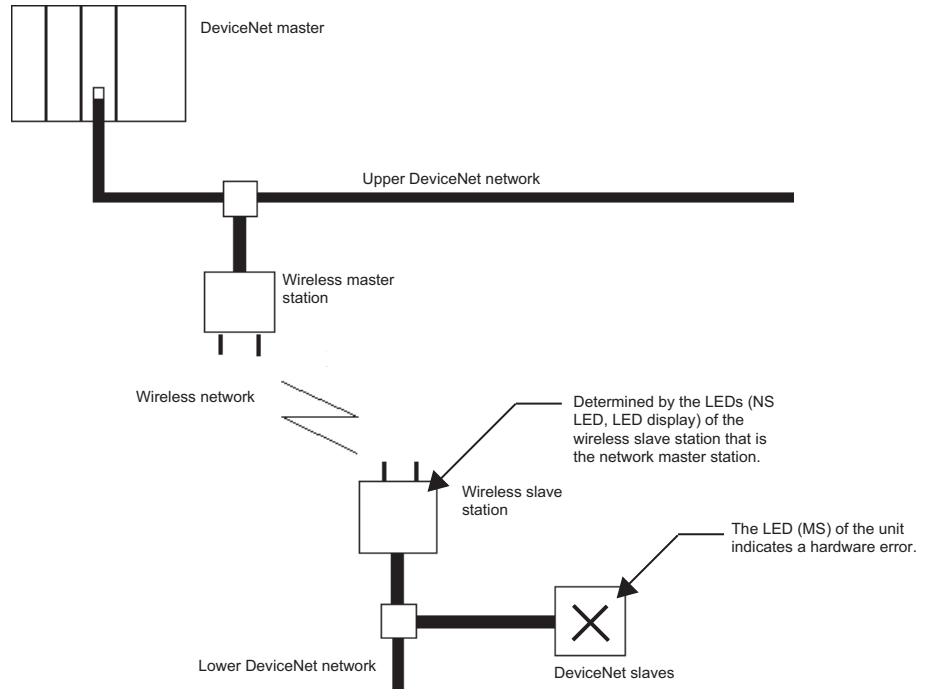 DeviceNet master
Upper DeviceNet network
Wireless master
station
Wireless network
Determined by the LEDs (NS
LED, LED display) of the
wireless slave station that is
the network master station.
Wireless slave
station
The LED (MS) of the unit
indicates a hardware error.
Lower DeviceNet network
DeviceNet slaves